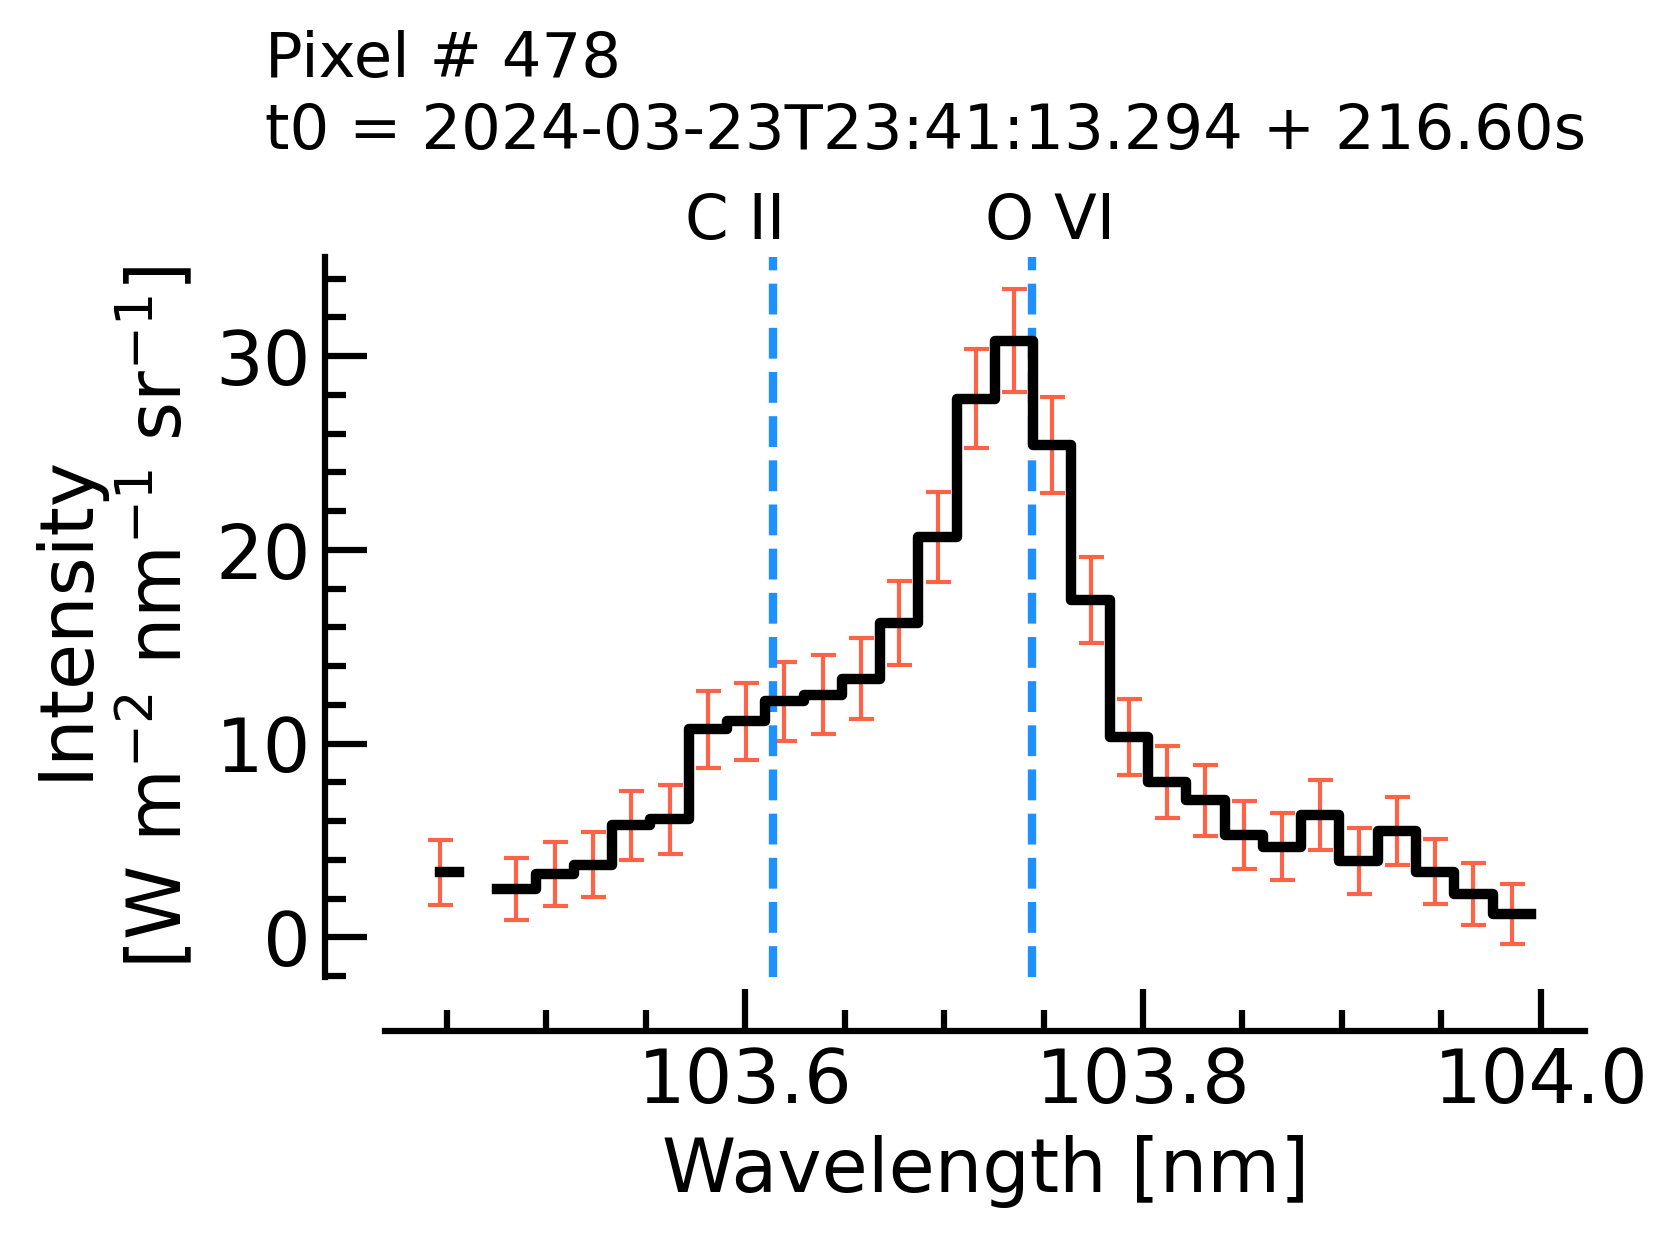 Pixel # 478
t0 = 2024-03-23T23:41:13.294 + 216.60s
C II
O VI
Intensity
[W m⁻² nm⁻¹ sr⁻¹]
30
20
10
0
103.6
103.8
104.0
Wavelength [nm]